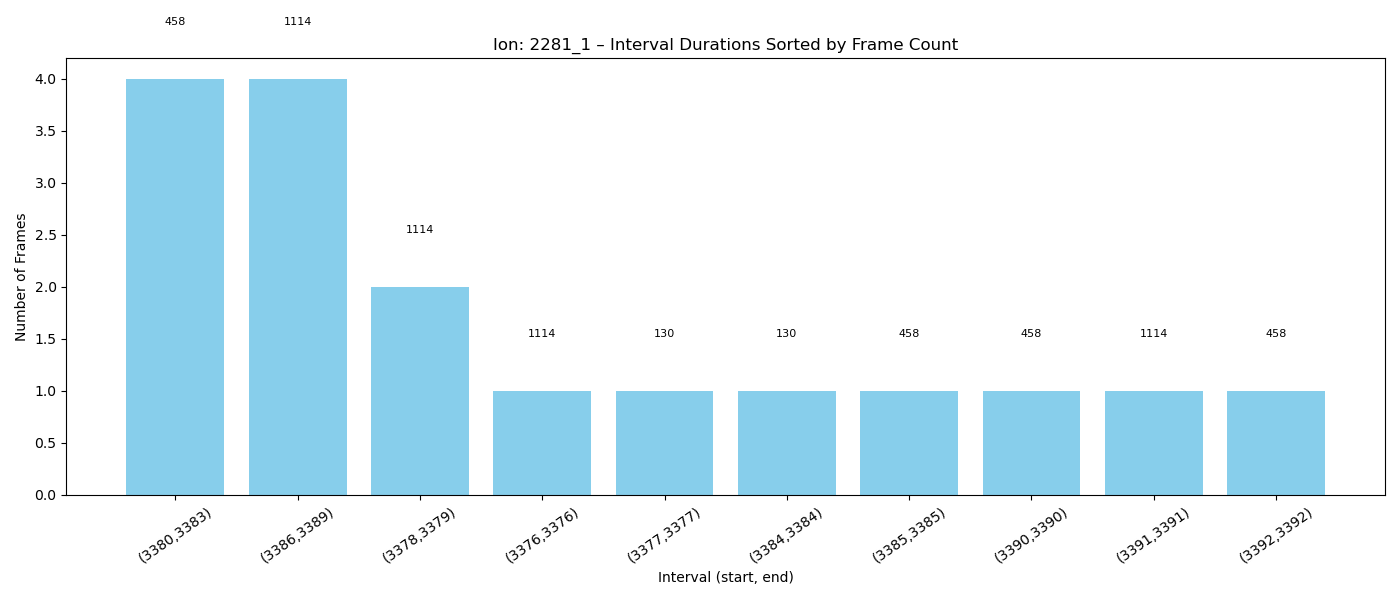 458 1114
Ion: 2281_1 – Interval Durations Sorted by Frame Count
4.0
3.5
3.0
2.5
2.0
1.5
1.0
0.5
0.0
Number of Frames
1114
1114 130 130 458 458 1114 458
(3380,3383) (3386,3389) (3378,3379) (3376,3376) (3377,3377) (3384,3384) (3385,3385) (3390,3390) (3391,3391) (3392,3392)
Interval (start, end)